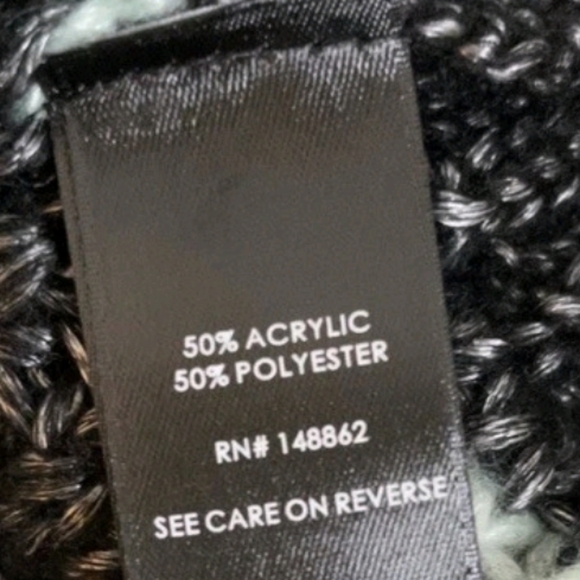 50% ACRYLIC
50% POLYESTER
RN# 148862
SEE CARE ON REVERSE